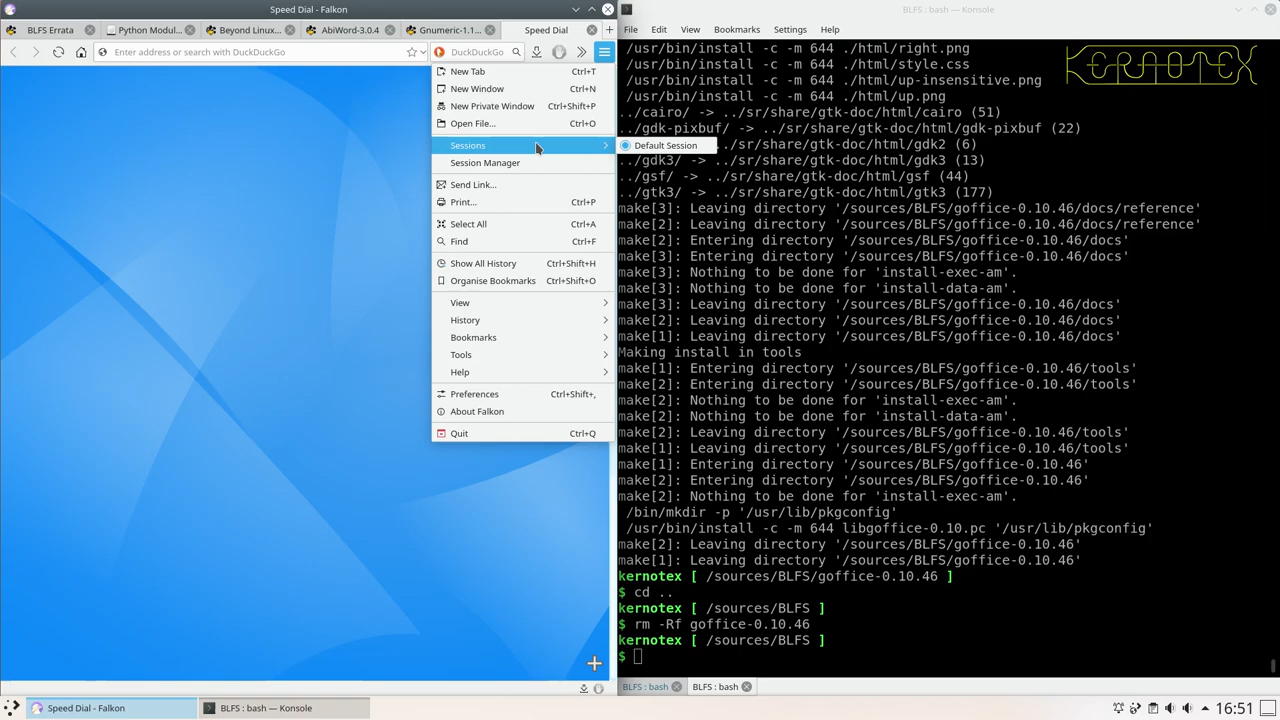 Speed Dial - Falkon
BLFS Errata
Python Modul...
Beyond Linux...
AbiWord-3.0.4
Gnumeric-1.1...
Speed Dial
Enter address or search with DuckDuckGo
DuckDuckGo
New Tab Ctrl+T
New Window Ctrl+N
New Private Window Ctrl+Shift+P
Open File... Ctrl+O
Sessions
Default Session
Session Manager
Send Link...
Print... Ctrl+P
Select All Ctrl+A
Find Ctrl+F
Show All History Ctrl+Shift+H
Organise Bookmarks Ctrl+Shift+O
View
History
Bookmarks
Tools
Help
Preferences Ctrl+Shift+,
About Falkon
Quit Ctrl+Q
BLFS : bash — Konsole
File Edit View Bookmarks Settings Help
KERNOTEX
/usr/bin/install -c -m 644 ./html/right.png
/usr/bin/install -c -m 644 ./html/style.css
/usr/bin/install -c -m 644 ./html/up-insensitive.png
/usr/bin/install -c -m 644 ./html/up.png
../cairo/ -> ../sr/share/gtk-doc/html/cairo (51)
../gdk-pixbuf/ -> ../sr/share/gtk-doc/html/gdk-pixbuf (22)
../sr/share/gtk-doc/html/gdk2 (6)
../gdk3/ -> ../sr/share/gtk-doc/html/gdk3 (13)
../gsf/ -> ../sr/share/gtk-doc/html/gsf (44)
../gtk3/ -> ../sr/share/gtk-doc/html/gtk3 (177)
make[3]: Leaving directory '/sources/BLFS/goffice-0.10.46/docs/reference'
make[2]: Leaving directory '/sources/BLFS/goffice-0.10.46/docs/reference'
make[2]: Entering directory '/sources/BLFS/goffice-0.10.46/docs'
make[3]: Entering directory '/sources/BLFS/goffice-0.10.46/docs'
make[3]: Nothing to be done for 'install-exec-am'.
make[3]: Nothing to be done for 'install-data-am'.
make[3]: Leaving directory '/sources/BLFS/goffice-0.10.46/docs'
make[2]: Leaving directory '/sources/BLFS/goffice-0.10.46/docs'
make[1]: Leaving directory '/sources/BLFS/goffice-0.10.46/docs'
Making install in tools
make[1]: Entering directory '/sources/BLFS/goffice-0.10.46/tools'
make[2]: Entering directory '/sources/BLFS/goffice-0.10.46/tools'
make[2]: Nothing to be done for 'install-exec-am'.
make[2]: Nothing to be done for 'install-data-am'.
make[2]: Leaving directory '/sources/BLFS/goffice-0.10.46/tools'
make[1]: Leaving directory '/sources/BLFS/goffice-0.10.46/tools'
make[1]: Entering directory '/sources/BLFS/goffice-0.10.46'
make[2]: Entering directory '/sources/BLFS/goffice-0.10.46'
make[2]: Nothing to be done for 'install-exec-am'.
/bin/mkdir -p '/usr/lib/pkgconfig'
/usr/bin/install -c -m 644 libgoffice-0.10.pc '/usr/lib/pkgconfig'
make[2]: Leaving directory '/sources/BLFS/goffice-0.10.46'
make[1]: Leaving directory '/sources/BLFS/goffice-0.10.46'
kernotex [ /sources/BLFS/goffice-0.10.46 ]
$ cd ..
kernotex [ /sources/BLFS ]
$ rm -Rf goffice-0.10.46
kernotex [ /sources/BLFS ]
$
BLFS : bash
BLFS : bash
Speed Dial - Falkon
BLFS : bash — Konsole
16:51